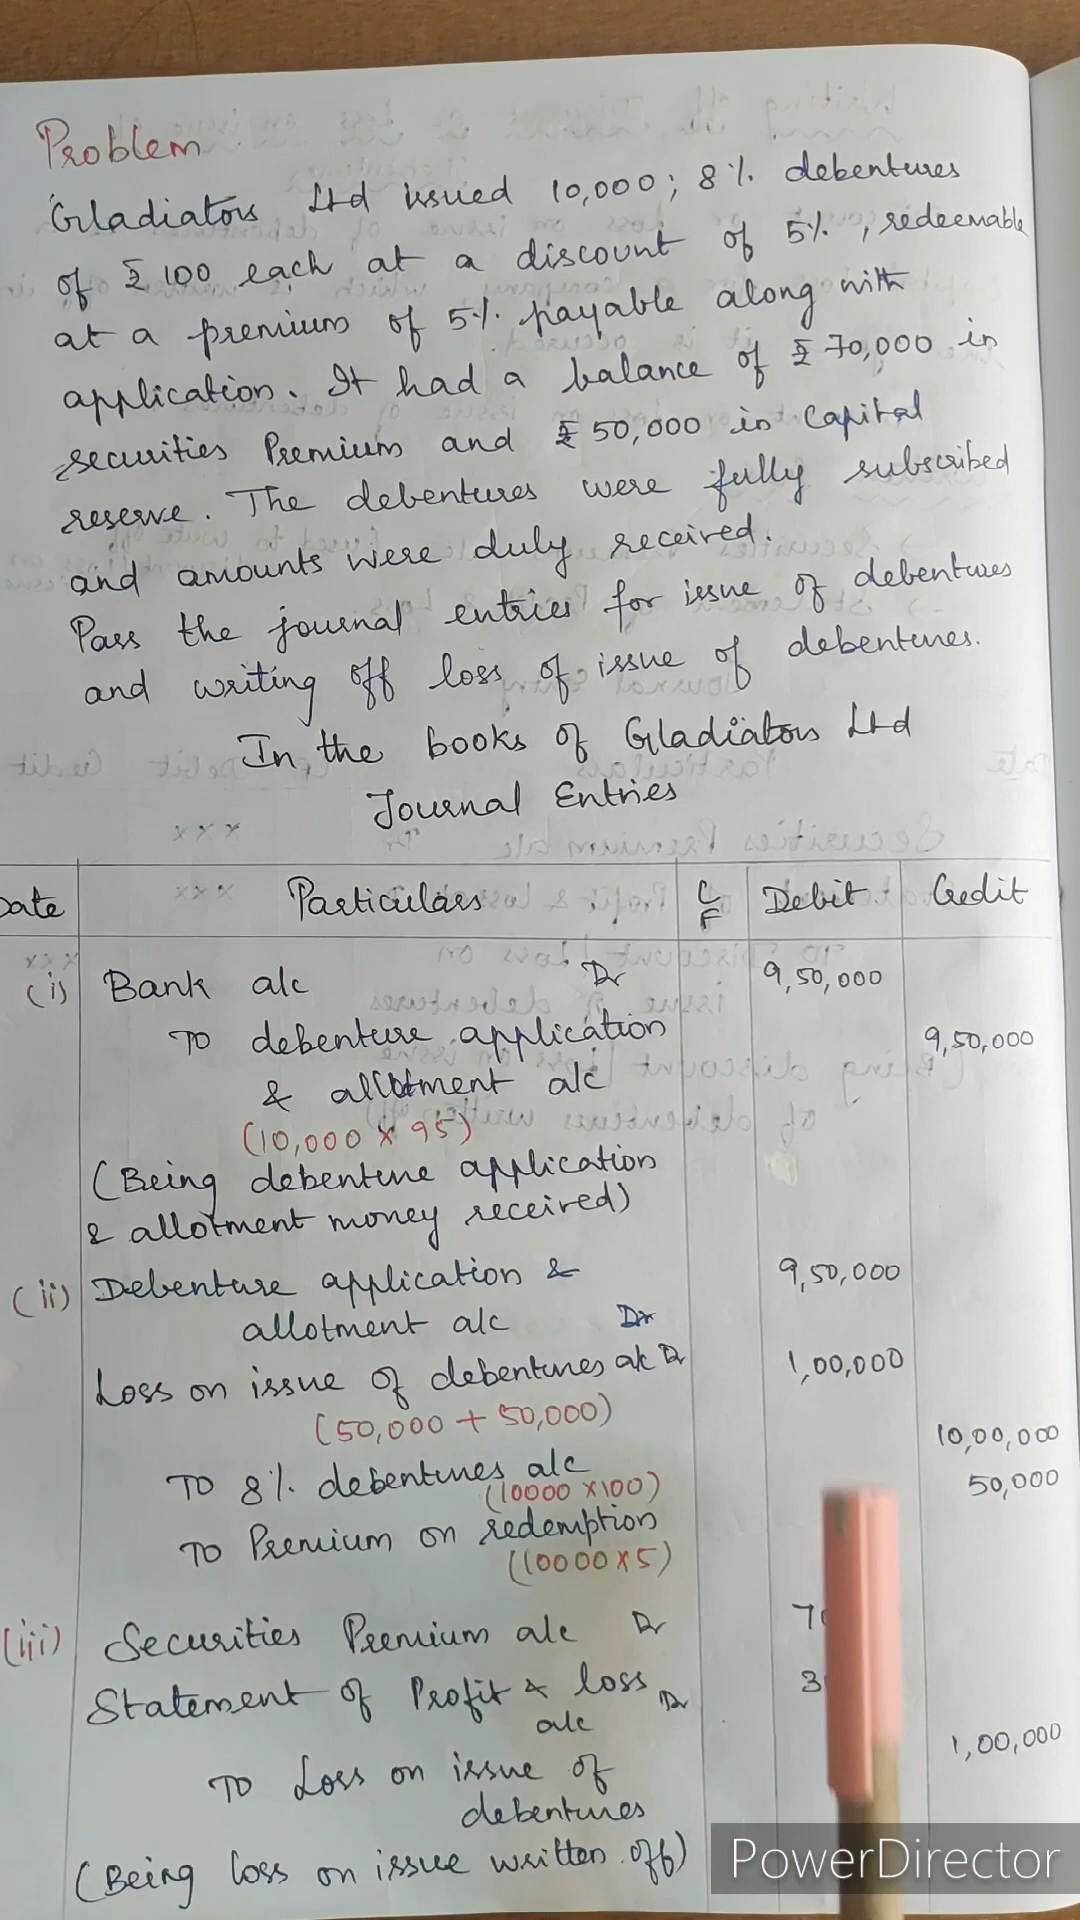 Problem
Gladiators Ltd issued 10,000; 8% debentures
of ₹ 100 each at a discount of 5%, redeemable
at a premium of 5% payable along with
application. It had a balance of ₹ 70,000 in
securities Premium and ₹ 50,000 in Capital
reserve. The debentures were fully subscribed
and amounts were duly received.
Pass the journal entries for issue of debentures
and writing off loss of issue of debentures.
In the books of Gladiators Ltd
Journal Entries
Date Particulars L F Debit Credit
(i) Bank a/c Dr 9,50,000
To debenture application 9,50,000
& allotment a/c
(10,000 × 95)
(Being debenture application
& allotment money received)
(ii) Debenture application & 9,50,000
allotment a/c Dr
Loss on issue of debentures a/c Dr 1,00,000
(50,000 + 50,000)
To 8% debentures a/c 10,00,000
(10000 × 100)
To Premium on redemption 50,000
(10000 × 5)
(iii) Securities Premium a/c Dr
Statement of Profit & loss Dr
a/c
To Loss on issue of 1,00,000
debentures
(Being loss on issue written off)
PowerDirector